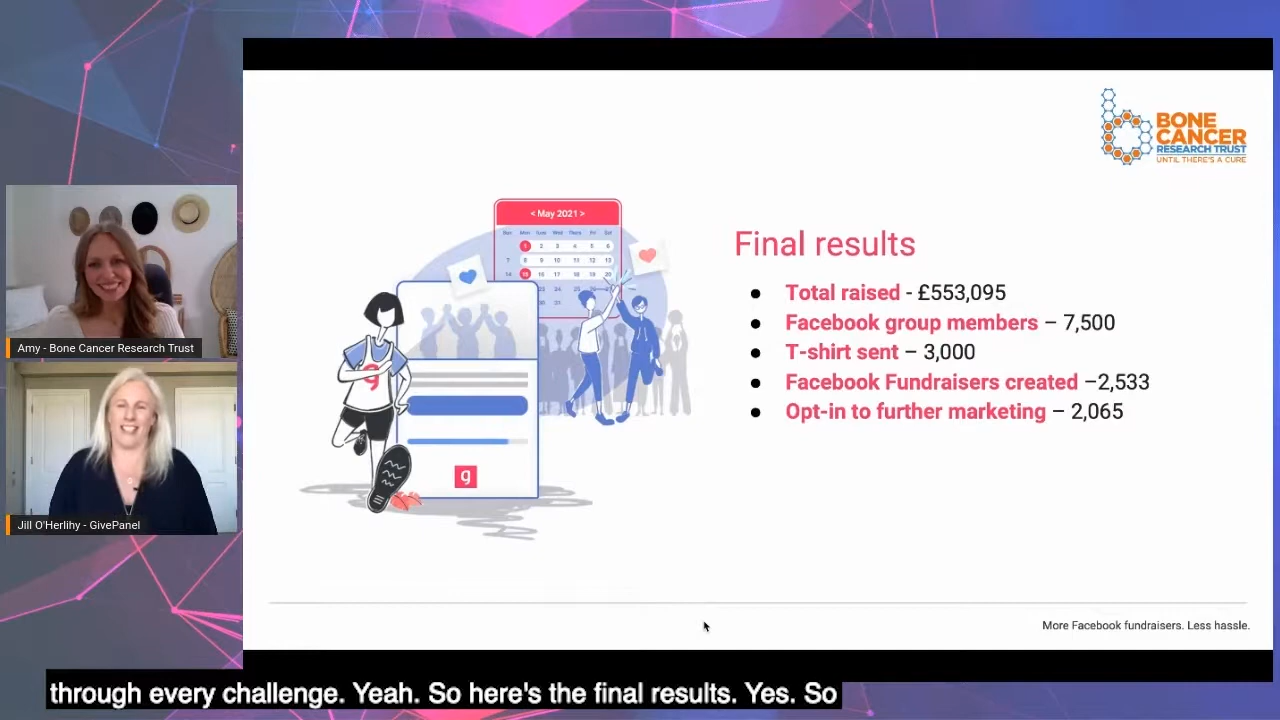 BONE
CANCER
RESEARCH TRUST
UNTIL THERE'S A CURE
< May 2021 >
Final results
Total raised - £553,095
Facebook group members – 7,500
T-shirt sent – 3,000
Facebook Fundraisers created –2,533
Opt-in to further marketing – 2,065
g
g
Amy - Bone Cancer Research Trust
Jill O'Herlihy - GivePanel
More Facebook fundraisers. Less hassle.
through every challenge. Yeah. So here's the final results. Yes. So